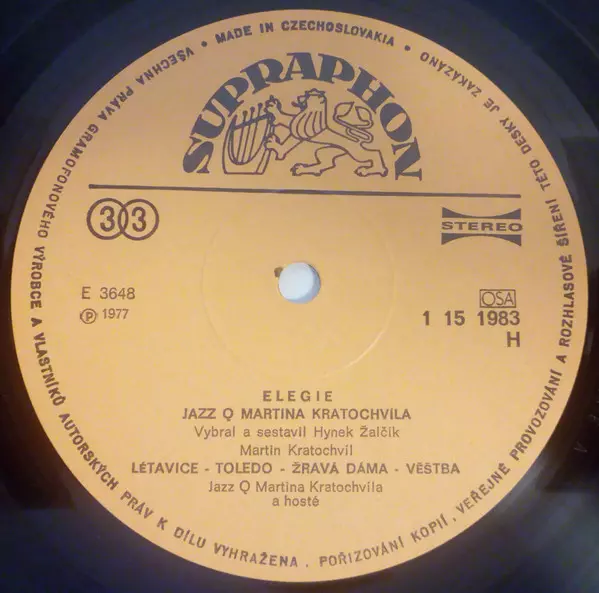 VŠECHNA PRÁVA GRAMOFONOVÉHO VÝROBCE A VLASTNÍKŮ AUTORSKÝCH PRÁV K DÍLU VYHRAŽENA . POŘIZOVÁNÍ KOPIÍ, VEŘEJNÉ PROVOZOVÁNÍ A ROZHLASOVÉ ŠÍŘENÍ TÉTO DESKY JE ZAKÁZÁNO
• MADE IN CZECHOSLOVAKIA •
SUPRAPHON
33
STEREO
E 3648
℗ 1977
OSA
1 15 1983
H
ELEGIE
JAZZ Q MARTINA KRATOCHVÍLA
Vybral a sestavil Hynek Žalčík
Martin Kratochvíl
LÉTAVICE - TOLEDO - ŽRAVÁ DÁMA - VĚŠTBA
Jazz Q Martina Kratochvíla
a hosté